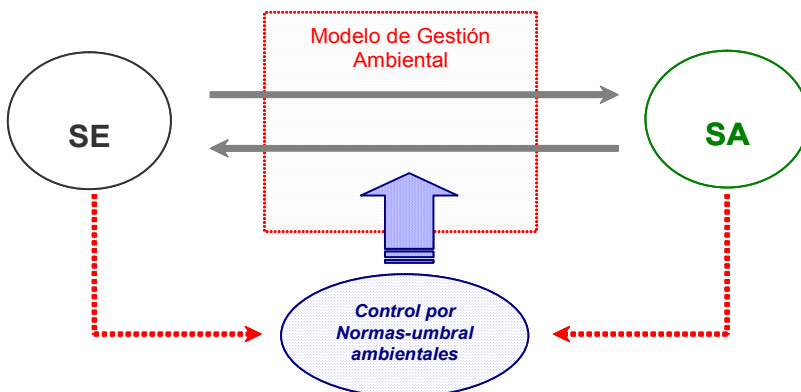 Modelo de Gestión
Ambiental
SE
SA
Control por
Normas-umbral
ambientales